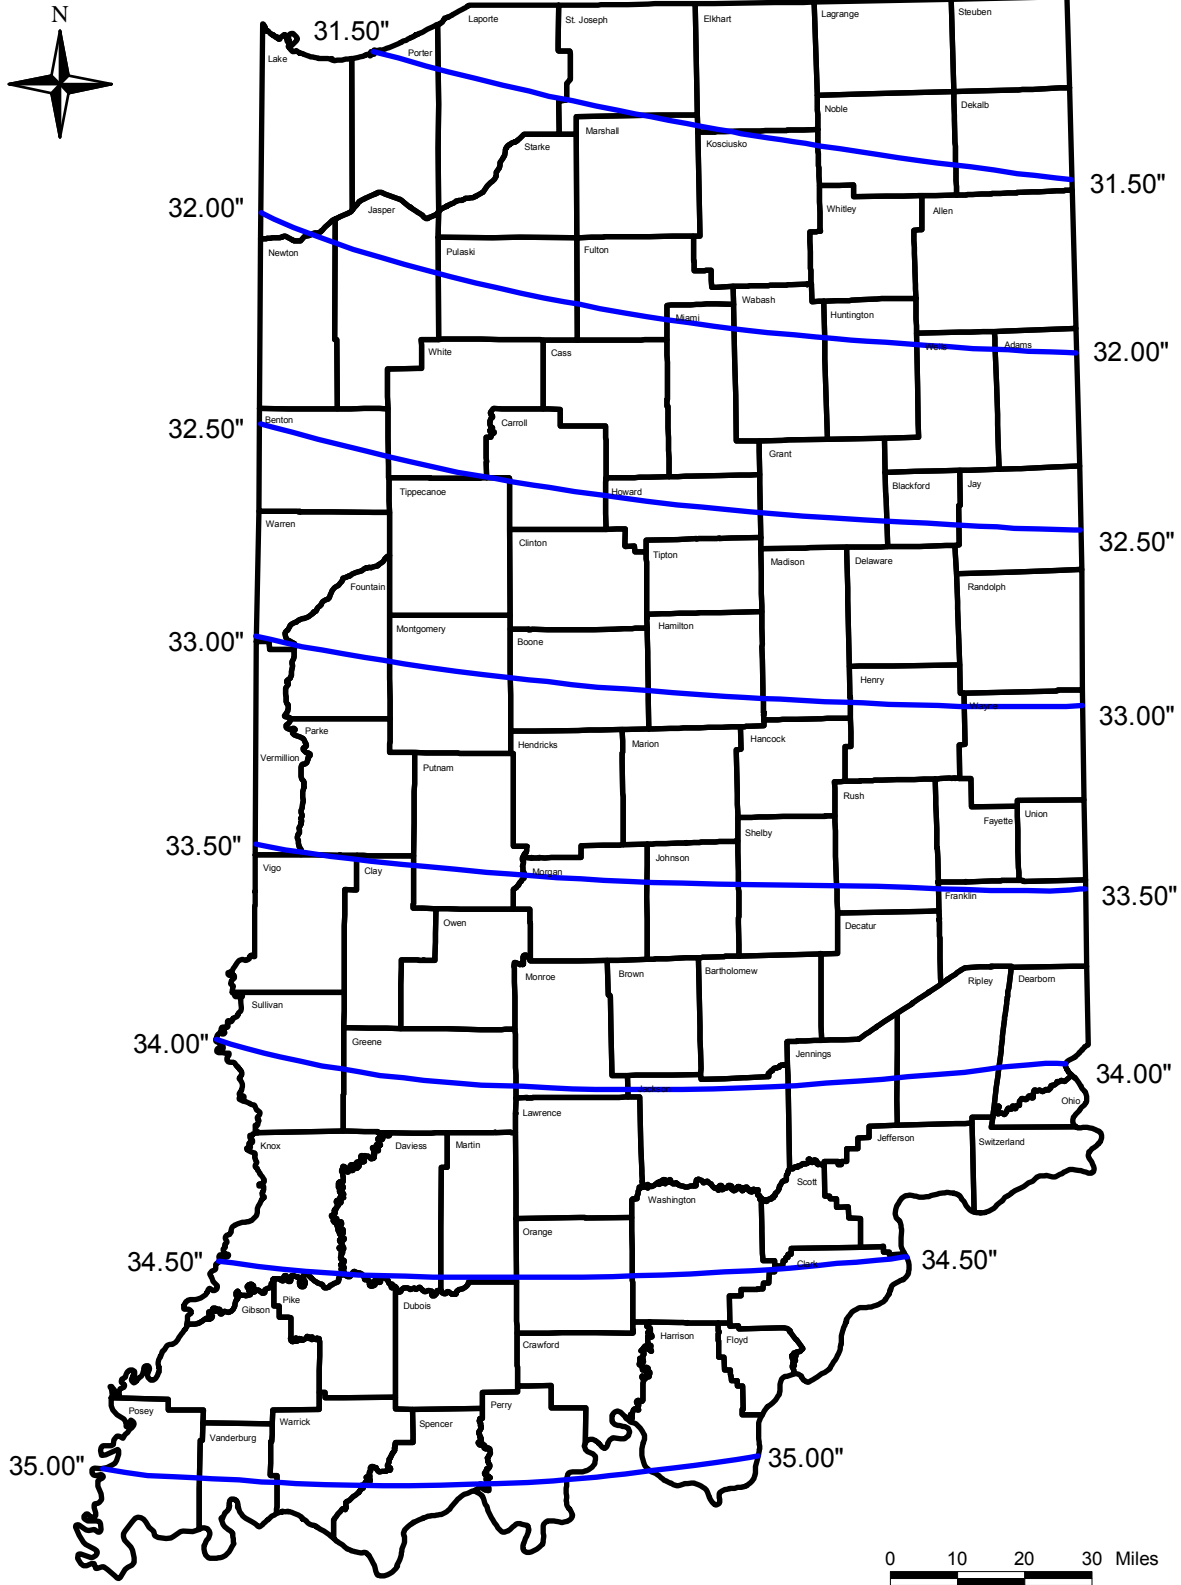 N
Laporte
St. Joseph
Elkhart
Lagrange
Steuben
31.50"
Lake
Porter
Noble
Dekalb
Marshall
Starke
Kosciusko
31.50"
32.00"
Jasper
Whitley
Allen
Newton
Pulaski
Fulton
Wabash
Miami
Huntington
White
Cass
Wells
Adams
32.00"
32.50"
Benton
Carroll
Grant
Tippecanoe
Howard
Blackford
Jay
Warren
Clinton
Tipton
32.50"
Madison
Delaware
Fountain
Randolph
33.00"
Montgomery
Boone
Hamilton
Henry
Wayne
33.00"
Parke
Hendricks
Marion
Hancock
Vermillion
Putnam
Rush
Fayette
Union
33.50"
Shelby
Johnson
Vigo
Clay
Morgan
33.50"
Franklin
Owen
Decatur
Monroe
Brown
Bartholomew
Ripley
Dearborn
Sullivan
34.00"
Greene
Jennings
34.00"
Jackson
Ohio
Lawrence
Knox
Daviess
Martin
Jefferson
Switzerland
Scott
Washington
Orange
34.50"
Clark
34.50"
Gibson
Pike
Dubois
Crawford
Harrison
Floyd
Posey
Vanderburg
Warrick
Spencer
Perry
35.00"
35.00"
0 10 20 30 Miles